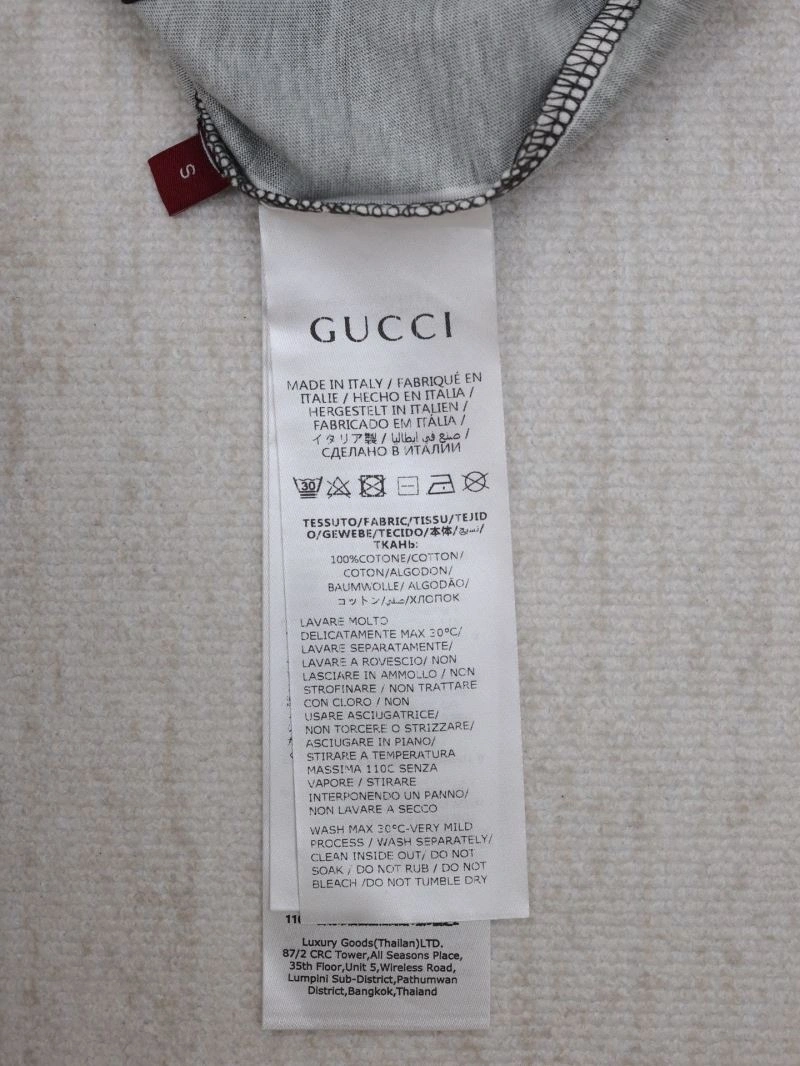 S
GUCCI
MADE IN ITALY / FABRIQUÉ EN
ITALIE / HECHO EN ITALIA /
HERGESTELT IN ITALIEN /
FABRICADO EM ITÁLIA /
イタリア製 / صنع في إيطاليا /
СДЕЛАНО В ИТАЛИИ
30
TESSUTO/FABRIC/TISSU/TEJID
O/GEWEBE/TECIDO/本体/نسيج/
ТКАНЬ:
100%COTONE/COTTON/
COTON/ALGODON/
BAUMWOLLE/ ALGODÃO/
コットン/صفي/ХЛОПОК
LAVARE MOLTO
DELICATAMENTE MAX 30°C/
LAVARE SEPARATAMENTE/
LAVARE A ROVESCIO/ NON
LASCIARE IN AMMOLLO / NON
STROFINARE / NON TRATTARE
CON CLORO / NON
USARE ASCIUGATRICE/
NON TORCERE O STRIZZARE/
ASCIUGARE IN PIANO/
STIRARE A TEMPERATURA
MASSIMA 110C SENZA
VAPORE / STIRARE
INTERPONENDO UN PANNO/
NON LAVARE A SECCO
WASH MAX 30°C-VERY MILD
PROCESS / WASH SEPARATELY/
CLEAN INSIDE OUT/ DO NOT
SOAK / DO NOT RUB / DO NOT
BLEACH /DO NOT TUMBLE DRY
Luxury Goods(Thailan)LTD.
87/2 CRC Tower,All Seasons Place,
35th Floor,Unit 5,Wireless Road,
Lumpini Sub-District,Pathumwan
District,Bangkok,Thaiand